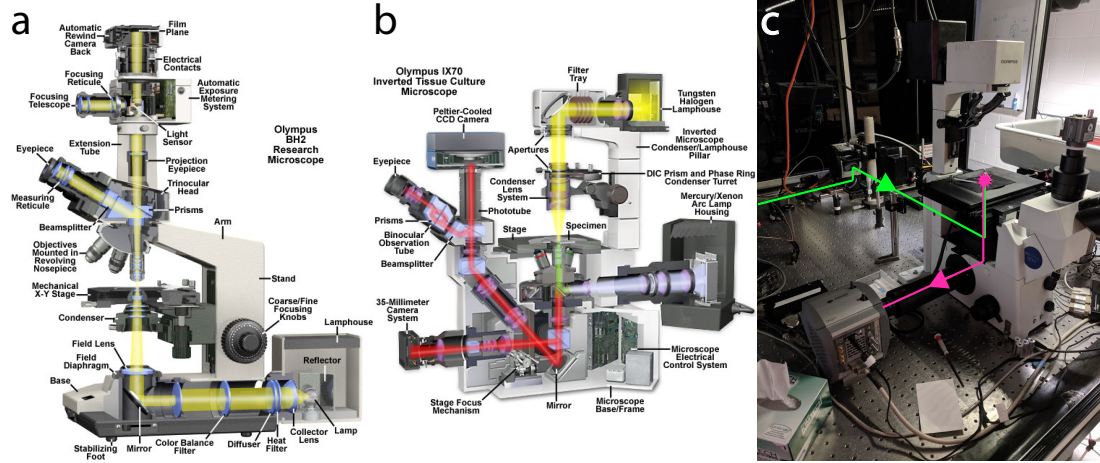 a
Automatic
Rewind
Camera
Back
Film
Plane
Electrical
Contacts
Focusing
Reticule
Focusing
Telescope
Automatic
Exposure
Metering
System
Light
Sensor
Extension
Tube
Olympus
BH2
Research
Microscope
Eyepiece
Projection
Eyepiece
Measuring
Reticule
Trinocular
Head
Prisms
Beamsplitter
Arm
Objectives
Mounted in
Revolving
Nosepiece
Stand
Mechanical
X-Y Stage
Coarse/Fine
Focusing
Knobs
Condenser
Lamphouse
Field Lens
Field
Diaphragm
Reflector
Base
Stabilizing
Foot
Mirror
Color Balance
Filter
Diffuser
Heat
Filter
Collector
Lens
Lamp
b
Olympus IX70
Inverted Tissue Culture
Microscope
Filter
Tray
Tungsten
Halogen
Lamphouse
Peltier-Cooled
CCD Camera
Apertures
Inverted
Microscope
Condenser/Lamphouse
Pillar
Eyepiece
Condenser Lens
System
DIC Prism and Phase Ring
Condenser Turret
Phototube
Mercury/Xenon
Arc Lamp
Housing
Prisms
Binocular
Observation
Tube
Stage
Specimen
Beamsplitter
35-Millimeter
Camera
System
Microscope
Electrical
Control System
Stage Focus
Mechanism
Mirror
Microscope
Base/Frame
c
OLYMPUS